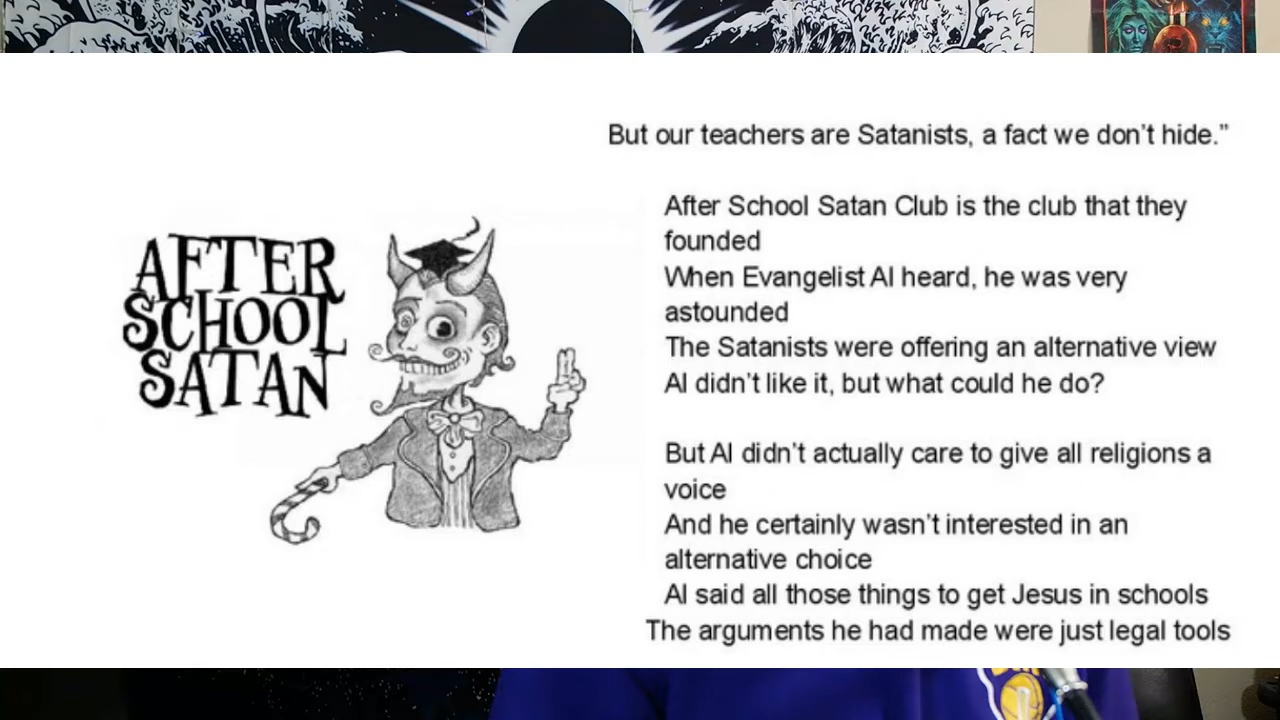 But our teachers are Satanists, a fact we don't hide.”
AFTER
SCHOOL
SATAN
After School Satan Club is the club that they
founded
When Evangelist Al heard, he was very
astounded
The Satanists were offering an alternative view
Al didn't like it, but what could he do?
But Al didn't actually care to give all religions a
voice
And he certainly wasn't interested in an
alternative choice
Al said all those things to get Jesus in schools
The arguments he had made were just legal tools